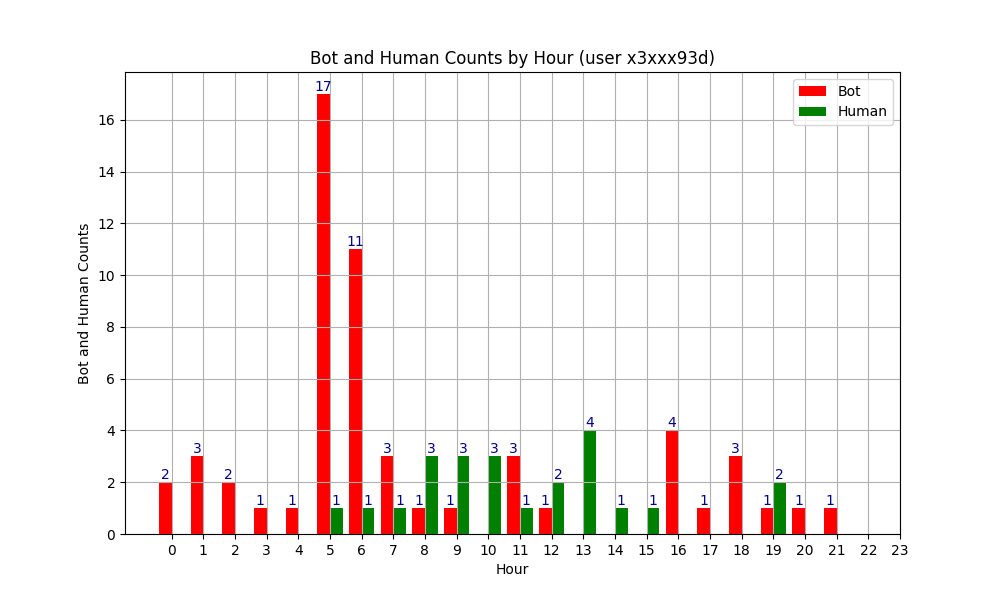 Bot and Human Counts by Hour (user x3xxx93d)
Bot
Human
Bot and Human Counts
16
14
12
10
8
6
4
2
0
2 3 2 1 1 17 1 11 1 3 1 1 3 1 3 3 3 1 1 2 4 1 1 4 1 3 1 2 1 1
0 1 2 3 4 5 6 7 8 9 10 11 12 13 14 15 16 17 18 19 20 21 22 23
Hour